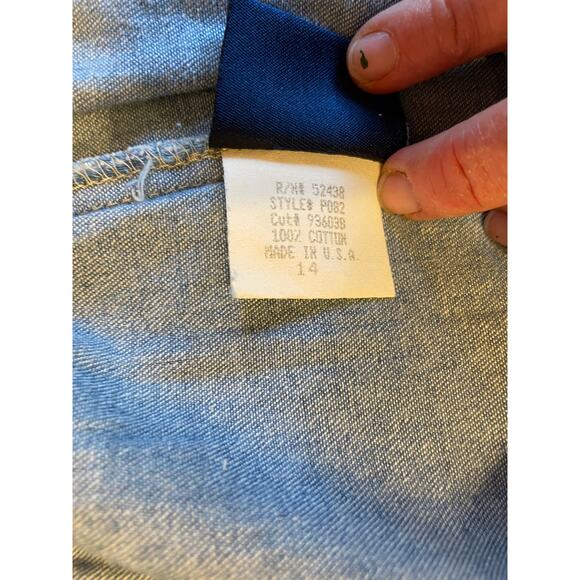 R/N# 52438
STYLE# P082
Cut# 93603B
100% COTTON
MADE IN U.S.A.
14